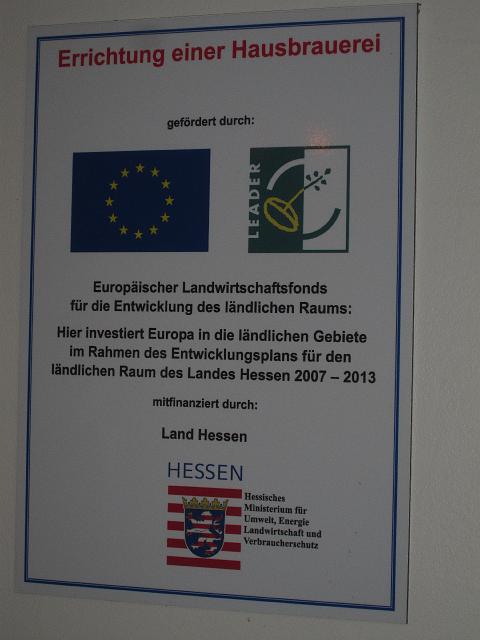 Errichtung einer Hausbrauerei
gefördert durch:
LEADER
Europäischer Landwirtschaftsfonds
für die Entwicklung des ländlichen Raums:
Hier investiert Europa in die ländlichen Gebiete
im Rahmen des Entwicklungsplans für den
ländlichen Raum des Landes Hessen 2007 – 2013
mitfinanziert durch:
Land Hessen
HESSEN
Hessisches
Ministerium für
Umwelt, Energie
Landwirtschaft und
Verbraucherschutz